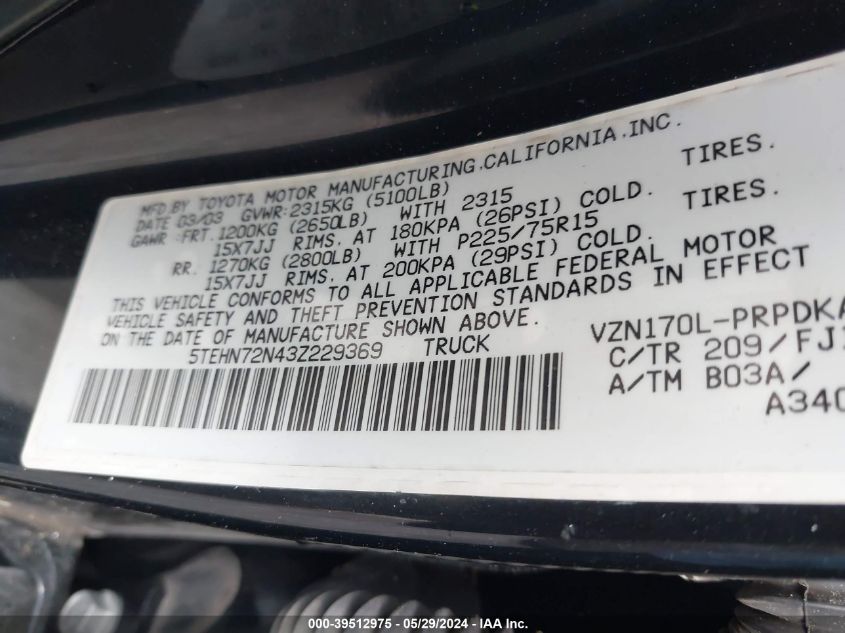 MFD.BY TOYOTA MOTOR MANUFACTURING,CALIFORNIA,INC.
DATE 03/03 GVWR:2315KG (5100LB)
GAWR :FRT.1200KG (2650LB) WITH 2315 TIRES.
15X7JJ RIMS, AT 180KPA (26PSI) COLD.
RR. 1270KG (2800LB) WITH P225/75R15 TIRES.
15X7JJ RIMS, AT 200KPA (29PSI) COLD.
THIS VEHICLE CONFORMS TO ALL APPLICABLE FEDERAL MOTOR
VEHICLE SAFETY AND THEFT PREVENTION STANDARDS IN EFFECT
ON THE DATE OF MANUFACTURE SHOWN ABOVE.
5TEHN72N43Z229369 TRUCK
VZN170L-PRPDKA
C/TR 209/FJ1
A/TM B03A/
A340
000-39512975 / 05/29/2024 - IAA Inc.